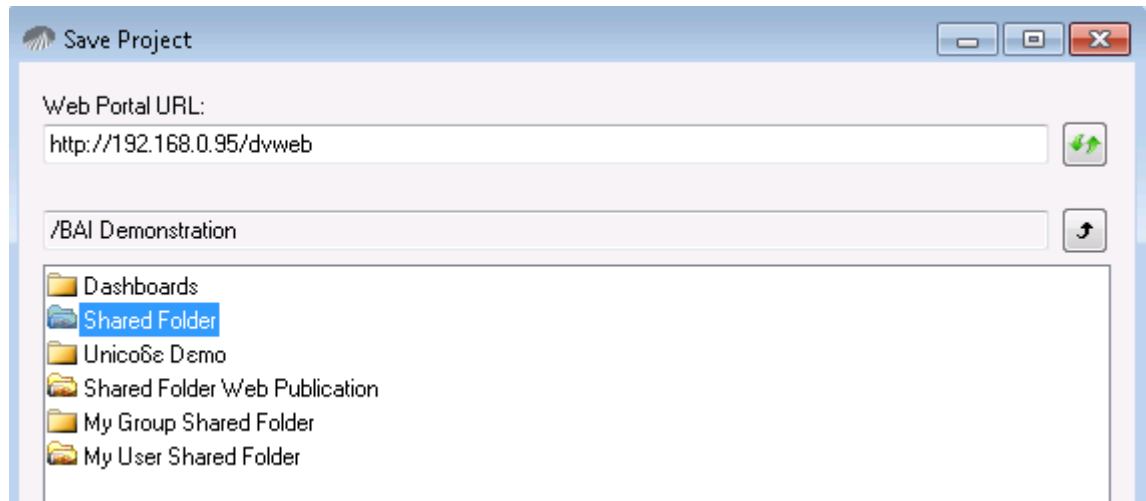 Save Project
Web Portal URL:
http://192.168.0.95/dvweb
/BAI Demonstration
Dashboards
Shared Folder
Unicoδε Dεmo
Shared Folder Web Publication
My Group Shared Folder
My User Shared Folder